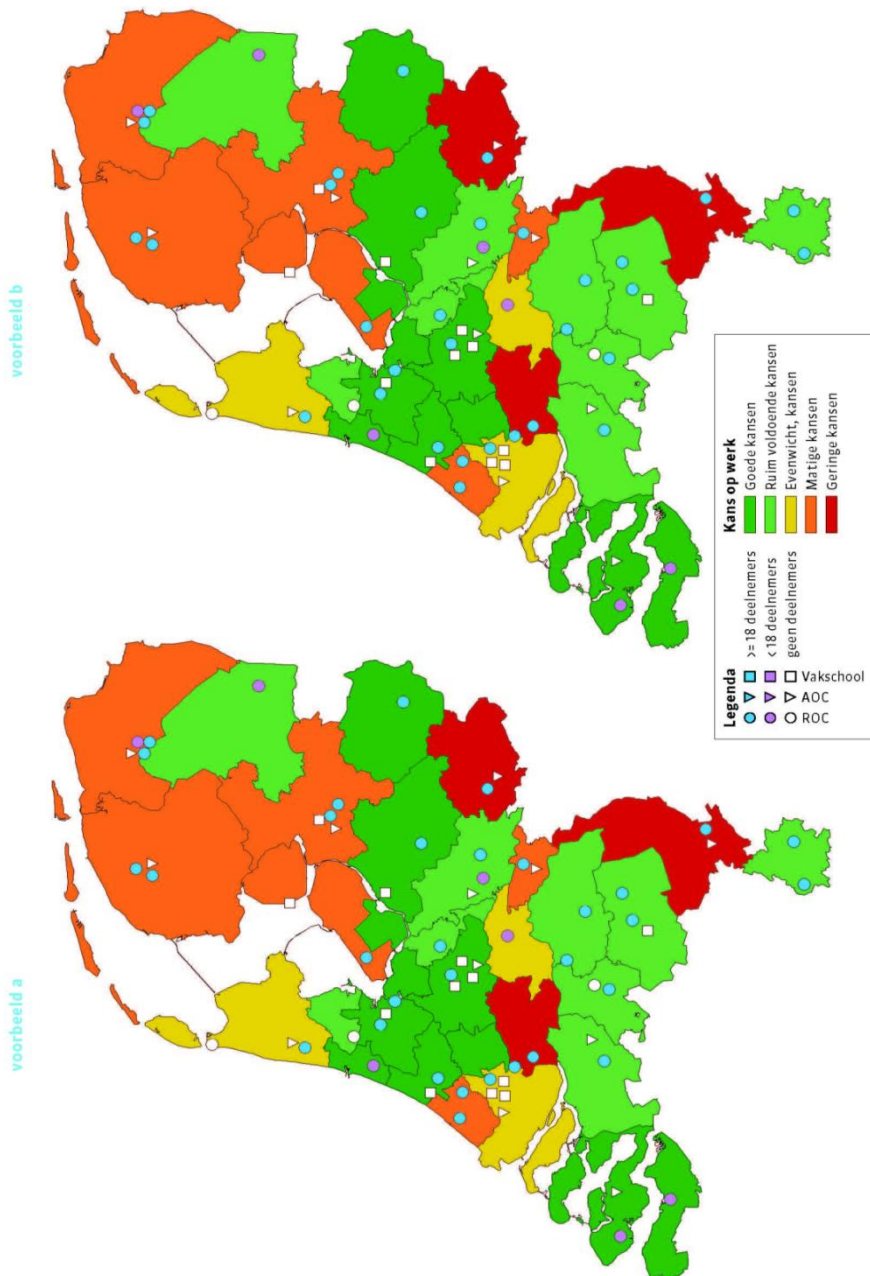 voorbeeld a
voorbeeld b
Legenda
>= 18 deelnemers
< 18 deelnemers
geen deelnemers
Vakschool
AOC
ROC
Kans op werk
Goede kansen
Ruim voldoende kansen
Evenwicht, kansen
Matige kansen
Geringe kansen